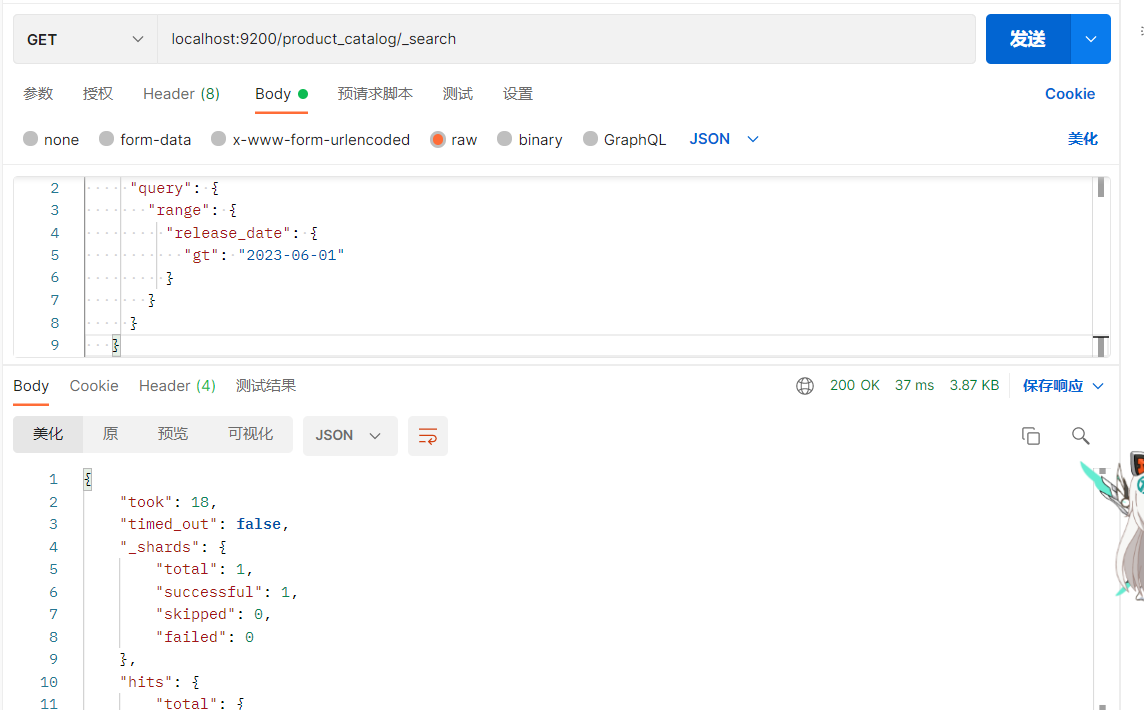 GET localhost:9200/product_catalog/_search 发送
参数 授权 Header (8) Body 预请求脚本 测试 设置 Cookie
none form-data x-www-form-urlencoded raw binary GraphQL JSON 美化
2 "query": {
3 "range": {
4 "release_date": {
5 "gt": "2023-06-01"
6 }
7 }
8 }
9 }
Body Cookie Header (4) 测试结果 200 OK 37 ms 3.87 KB 保存响应
美化 原 预览 可视化 JSON
1 {
2 "took": 18,
3 "timed_out": false,
4 "_shards": {
5 "total": 1,
6 "successful": 1,
7 "skipped": 0,
8 "failed": 0
9 },
10 "hits": {
11 "total": {